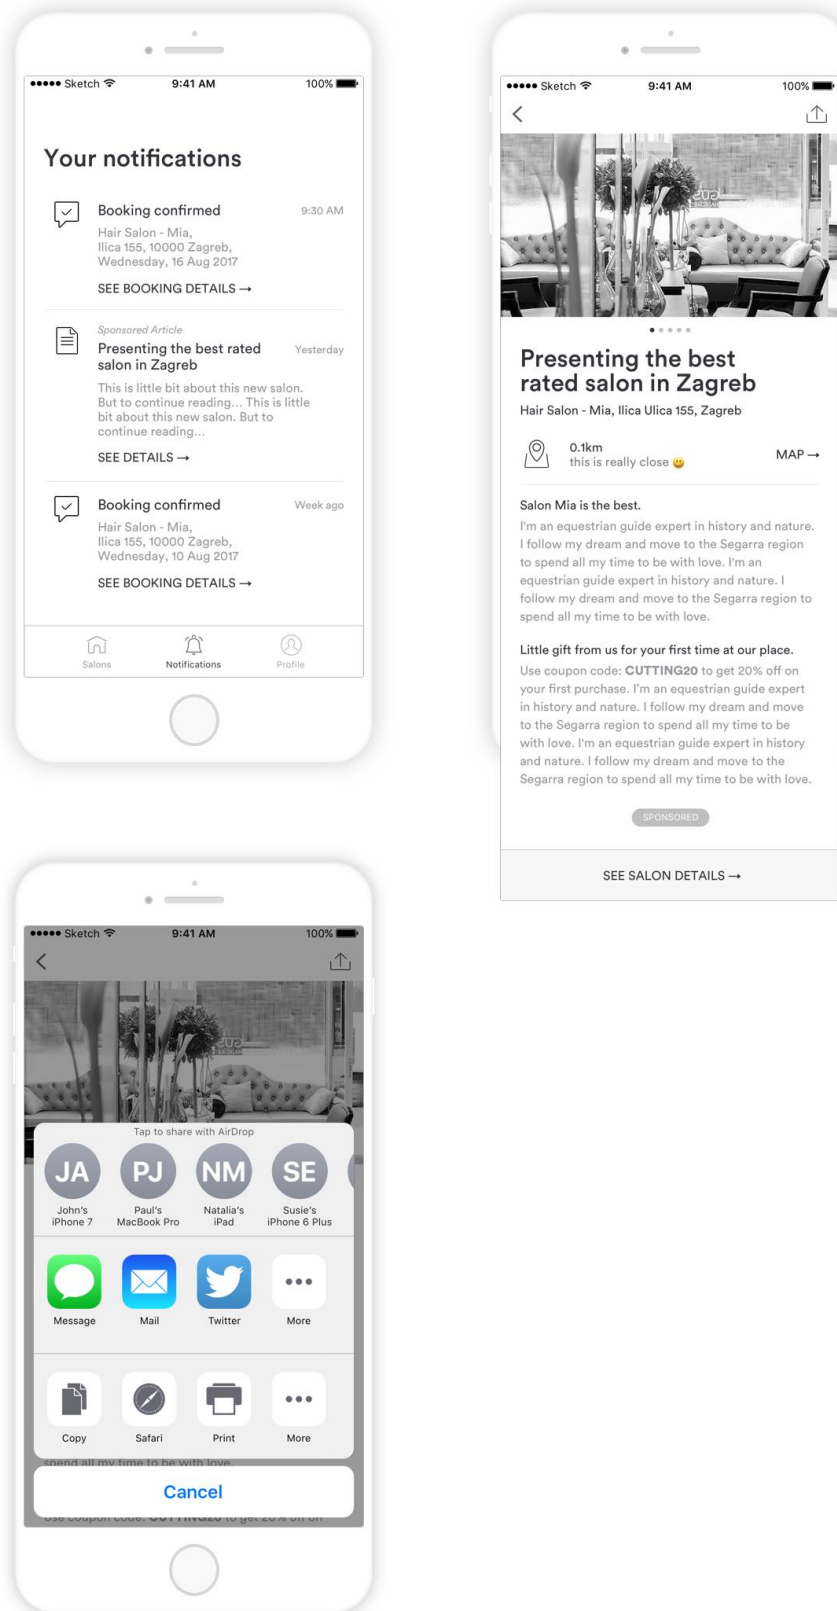 ●●●●● Sketch 9:41 AM 100%
Your notifications
Booking confirmed 9:30 AM
Hair Salon - Mia,
Ilica 155, 10000 Zagreb,
Wednesday, 16 Aug 2017
SEE BOOKING DETAILS →
Sponsored Article
Presenting the best rated Yesterday
salon in Zagreb
This is little bit about this new salon.
But to continue reading... This is little
bit about this new salon. But to
continue reading...
SEE DETAILS →
Booking confirmed Week ago
Hair Salon - Mia,
Ilica 155, 10000 Zagreb,
Wednesday, 10 Aug 2017
SEE BOOKING DETAILS →
Salons Notifications Profile
●●●●● Sketch 9:41 AM 100%
Presenting the best
rated salon in Zagreb
Hair Salon - Mia, Ilica Ulica 155, Zagreb
0.1km
this is really close 😃
MAP →
Salon Mia is the best.
I'm an equestrian guide expert in history and nature.
I follow my dream and move to the Segarra region
to spend all my time to be with love. I'm an
equestrian guide expert in history and nature. I
follow my dream and move to the Segarra region to
spend all my time to be with love.
Little gift from us for your first time at our place.
Use coupon code: CUTTING20 to get 20% off on
your first purchase. I'm an equestrian guide expert
in history and nature. I follow my dream and move
to the Segarra region to spend all my time to be
with love. I'm an equestrian guide expert in history
and nature. I follow my dream and move to the
Segarra region to spend all my time to be with love.
SPONSORED
SEE SALON DETAILS →
●●●●● Sketch 9:41 AM 100%
Tap to share with AirDrop
JA PJ NM SE
John's Paul's Natalia's Susie's
iPhone 7 MacBook Pro iPad iPhone 6 Plus
Message Mail Twitter More
Copy Safari Print More
spend all my time to be with love.
Cancel
Use coupon code: CUTTING20 to get 20% off on